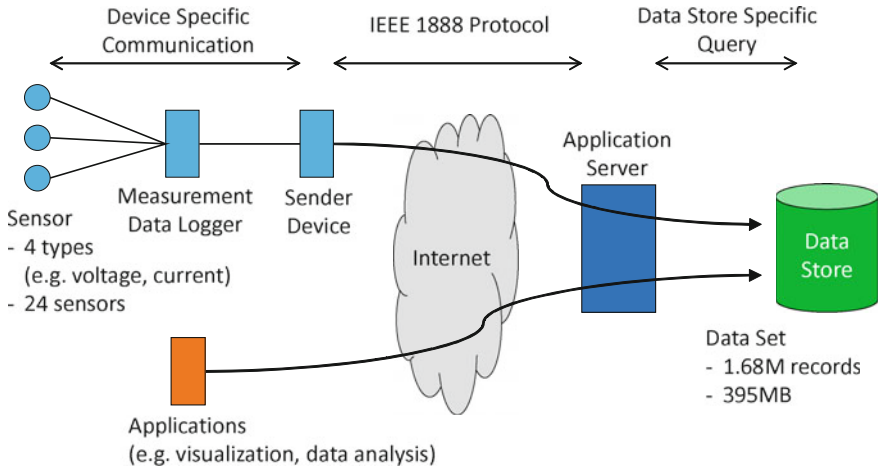 Device Specific
Communication
IEEE 1888 Protocol
Data Store Specific
Query
Application
Server
Measurement
Data Logger
Sender
Device
Sensor
- 4 types
(e.g. voltage, current)
- 24 sensors
Internet
Data
Store
Data Set
- 1.68M records
- 395MB
Applications
(e.g. visualization, data analysis)